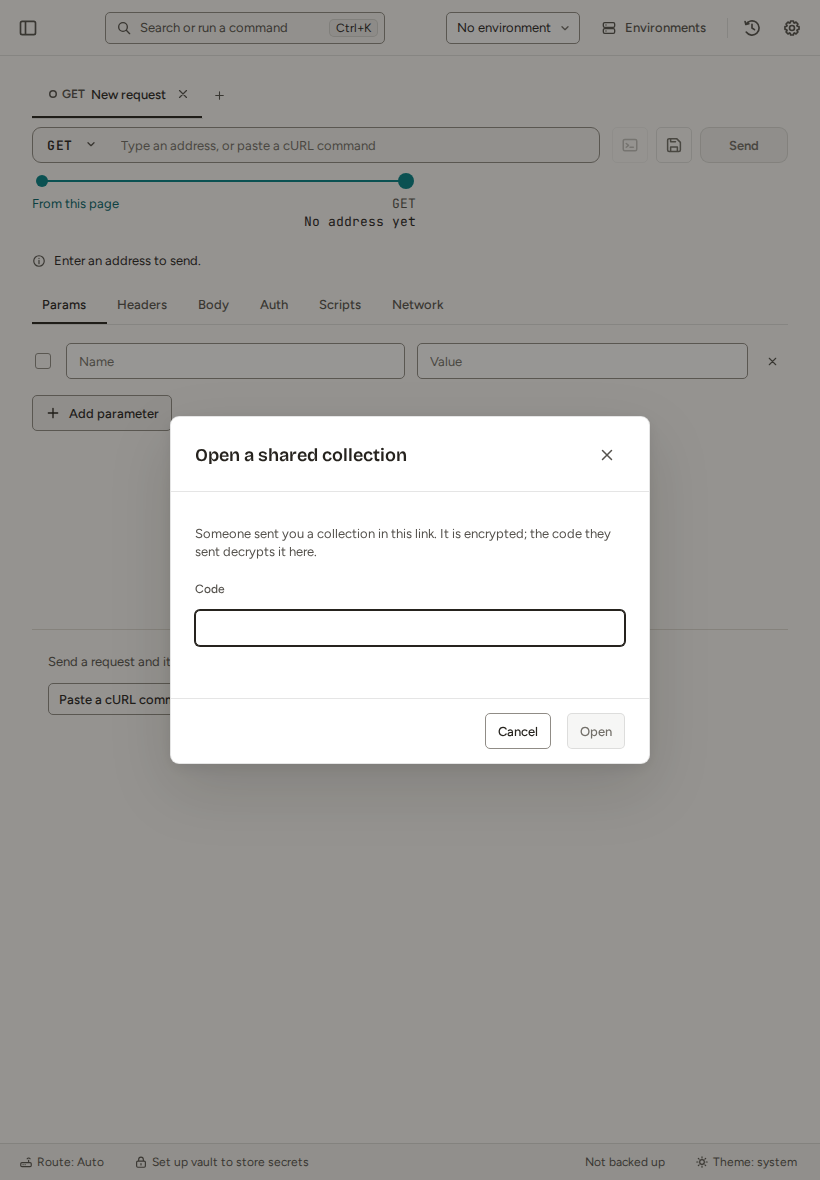 Search or run a command Ctrl+K No environment Environments
GET New request
GET Type an address, or paste a cURL command Send
From this page GET
No address yet
Enter an address to send.
Params Headers Body Auth Scripts Network
Name Value
Add parameter
Open a shared collection
Someone sent you a collection in this link. It is encrypted; the code they
sent decrypts it here.
Code
Send a request and it
Paste a cURL comm
Cancel Open
Route: Auto Set up vault to store secrets Not backed up Theme: system